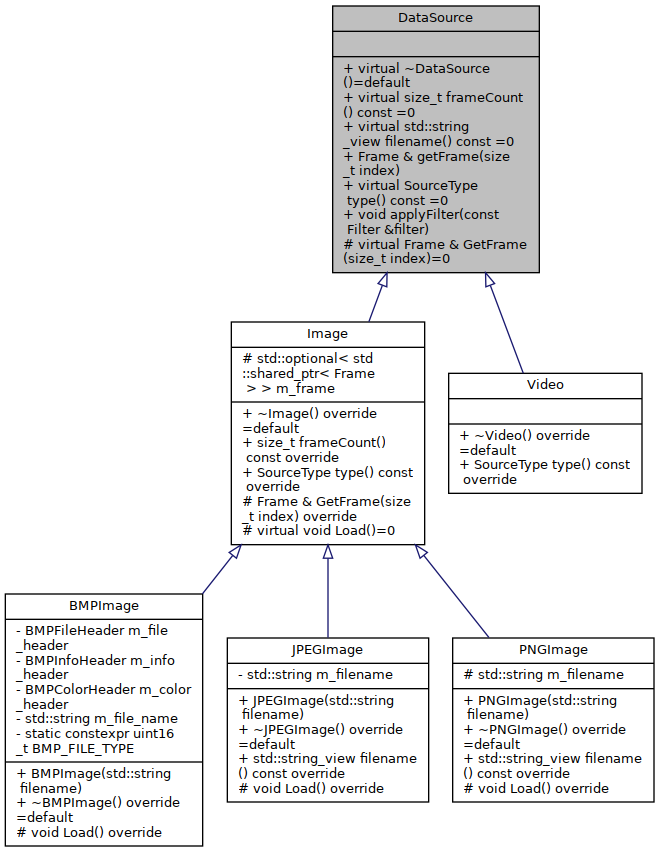 DataSource
+ virtual ~DataSource
()=default
+ virtual size_t frameCount
() const =0
+ virtual std::string
_view filename() const =0
+ Frame & getFrame(size
_t index)
+ virtual SourceType
type() const =0
+ void applyFilter(const
Filter &filter)
# virtual Frame & GetFrame
(size_t index)=0
Image
# std::optional< std
::shared_ptr< Frame
> > m_frame
+ ~Image() override
=default
+ size_t frameCount()
const override
+ SourceType type() const
override
# Frame & GetFrame(size
_t index) override
# virtual void Load()=0
Video
+ ~Video() override
=default
+ SourceType type() const
override
BMPImage
- BMPFileHeader m_file
_header
- BMPInfoHeader m_info
_header
- BMPColorHeader m_color
_header
- std::string m_file_name
- static constexpr uint16
_t BMP_FILE_TYPE
+ BMPImage(std::string
filename)
+ ~BMPImage() override
=default
# void Load() override
JPEGImage
- std::string m_filename
+ JPEGImage(std::string
filename)
+ ~JPEGImage() override
=default
+ std::string_view filename
() const override
# void Load() override
PNGImage
# std::string m_filename
+ PNGImage(std::string
filename)
+ ~PNGImage() override
=default
+ std::string_view filename
() const override
# void Load() override